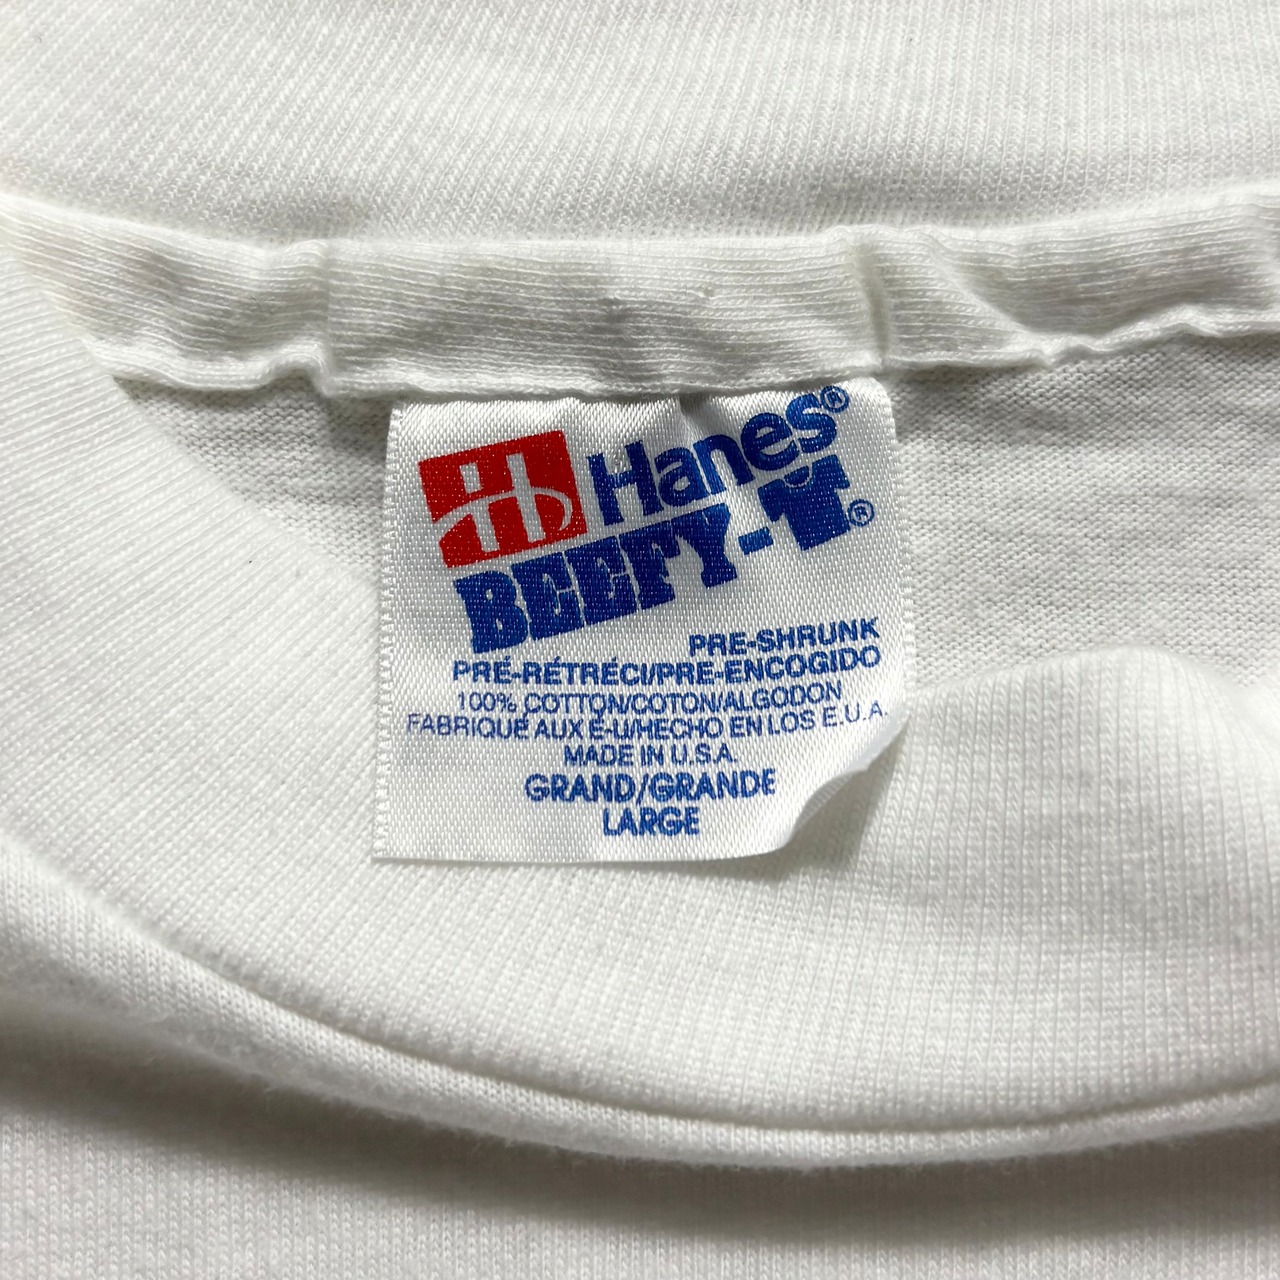 Hanes®
BEEFY-T®
PRE-SHRUNK
PRÉ-RÉTRÉCI/PRE-ENCOGIDO
100% COTTON/COTON/ALGODON
FABRIQUÉ AUX É-U/HECHO EN LOS E.U.A.
MADE IN U.S.A.
GRAND/GRANDE
LARGE